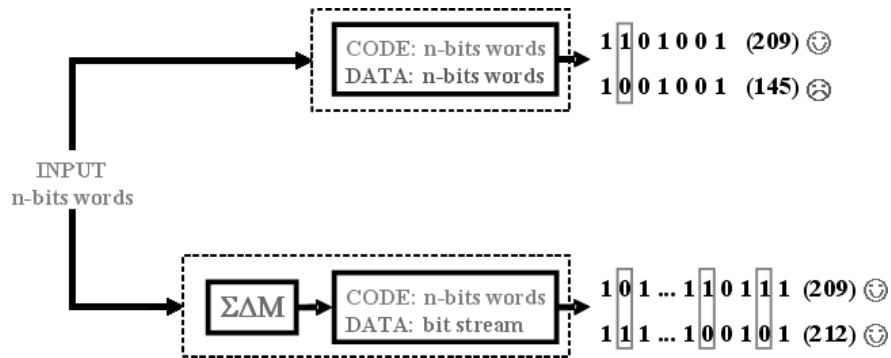 CODE: n-bits words
DATA: n-bits words
1 1 0 1 0 0 1 (209)
1 0 0 1 0 0 1 (145)
INPUT
n-bits words
ΣΔM
CODE: n-bits words
DATA: bit stream
1 0 1 ... 1 1 0 1 1 1 (209)
1 1 1 ... 1 0 0 1 0 1 (212)